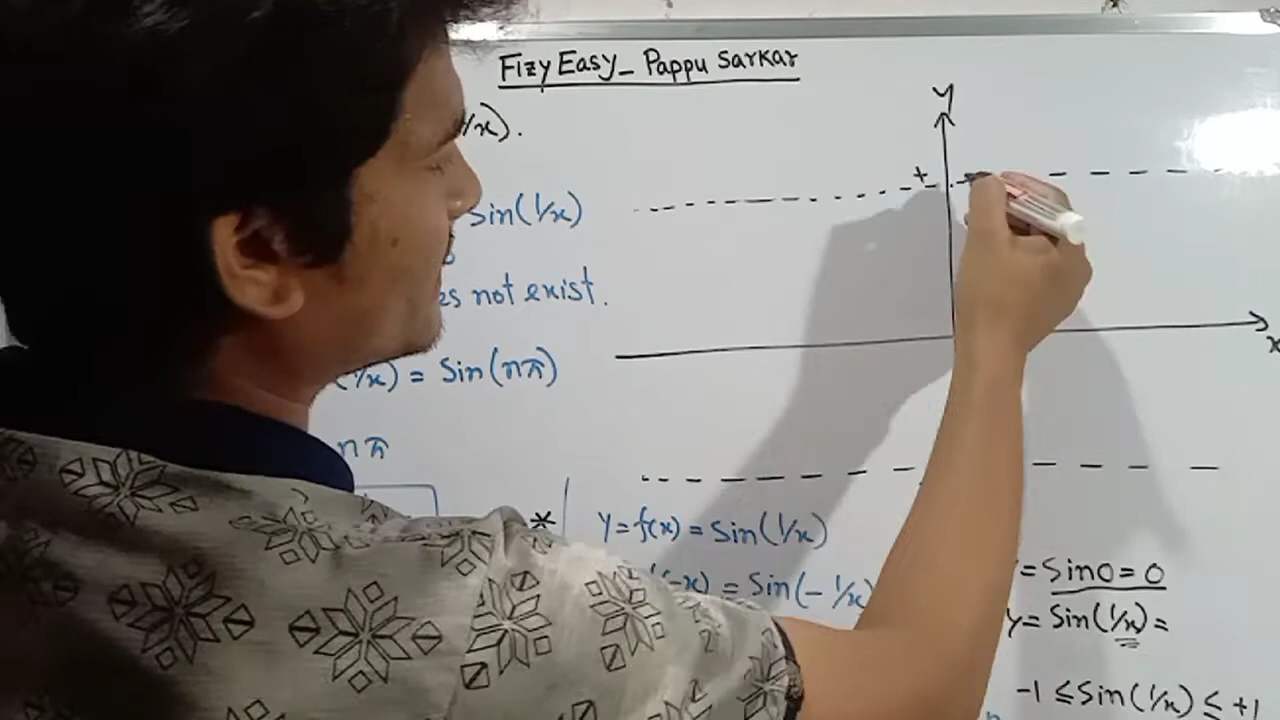 FizyEasy_ Pappu Sarkar
1/x).
y
+
Sin(1/x)
es not exist.
x
(1/x) = Sin(nπ)
nπ
*
y = f(x) = Sin(1/x)
(-x) = Sin(-1/x)
= Sin0 = 0
y = Sin(1/x) =
-1 ≤ Sin(1/x) ≤ +1